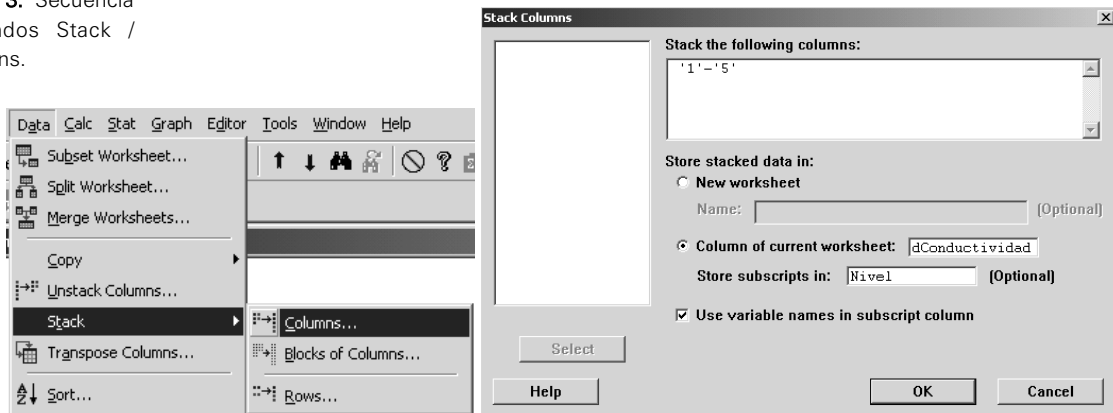 3. Secuencia
dos Stack /
ns.
Data Calc Stat Graph Editor Tools Window Help
Subset Worksheet...
Split Worksheet...
Merge Worksheets...
Copy
Unstack Columns...
Stack
Transpose Columns...
Sort...
Columns...
Blocks of Columns...
Rows...
Stack Columns
Stack the following columns:
'1'-'5'
Store stacked data in:
New worksheet
Name: (Optional)
Column of current worksheet: dConductividad
Store subscripts in: Nivel (Optional)
Use variable names in subscript column
Select
Help OK Cancel